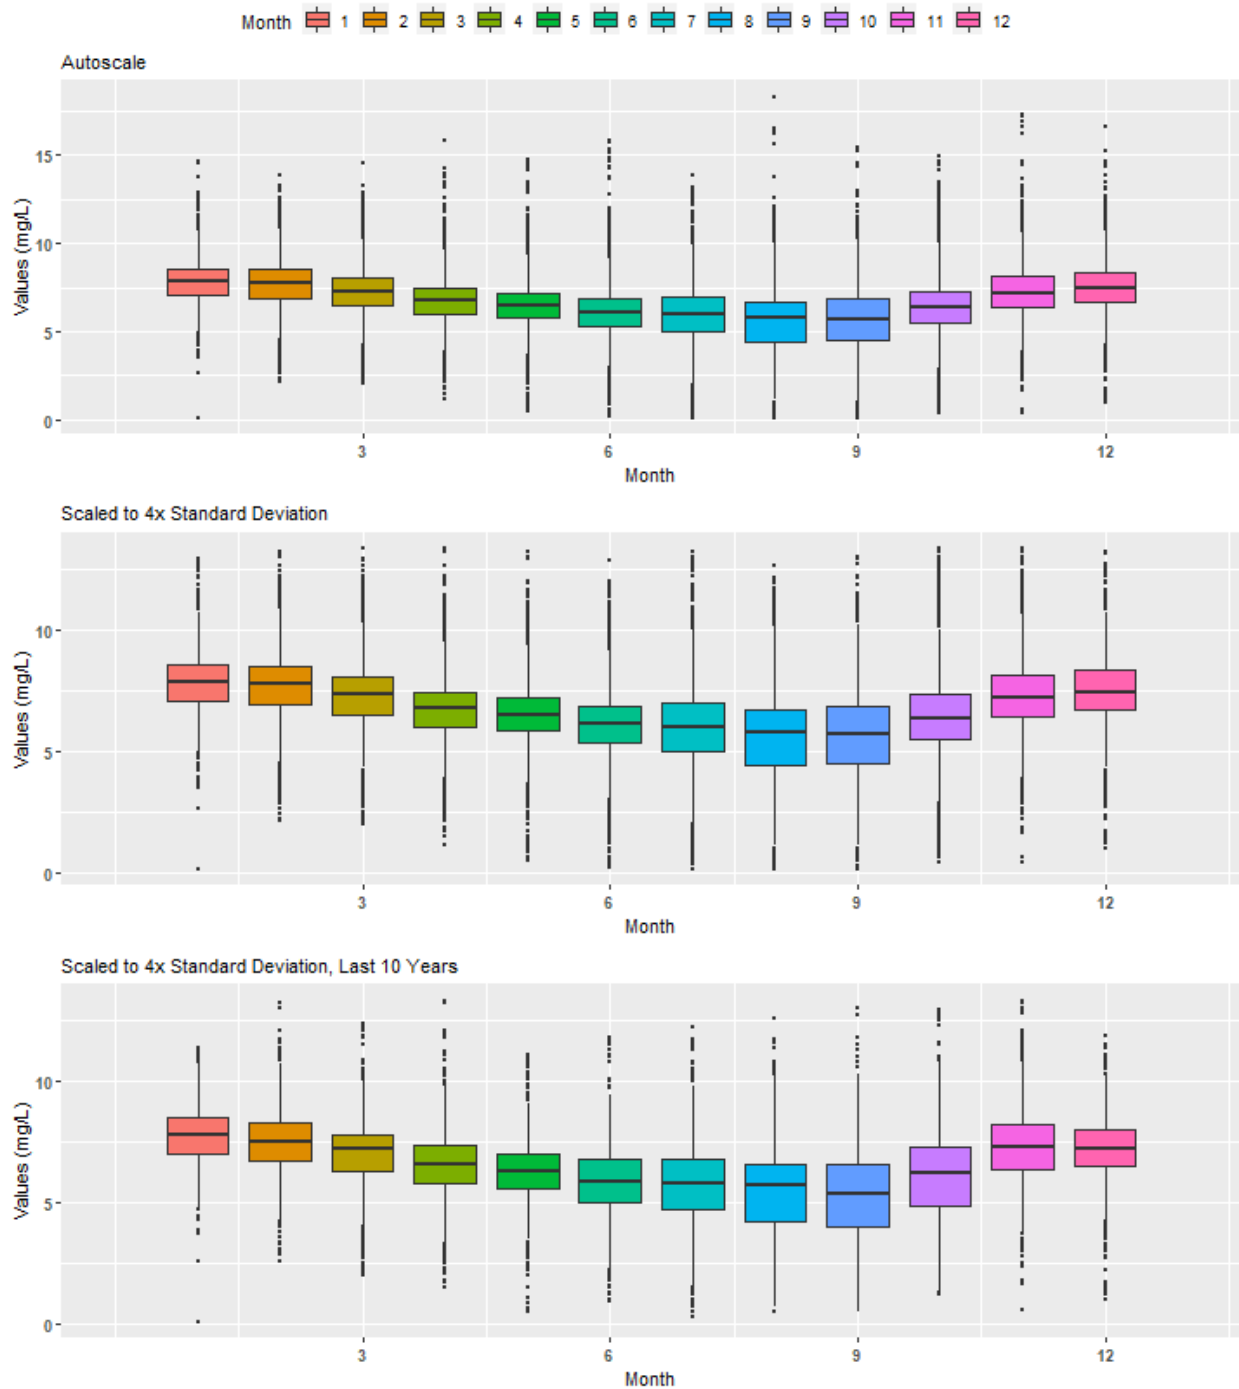 Month 1 2 3 4 5 6 7 8 9 10 11 12
Autoscale
Values (mg/L)
15
10
5
0
3 6 9 12
Month
Scaled to 4x Standard Deviation
Values (mg/L)
10
5
0
3 6 9 12
Month
Scaled to 4x Standard Deviation, Last 10 Years
Values (mg/L)
10
5
0
3 6 9 12
Month